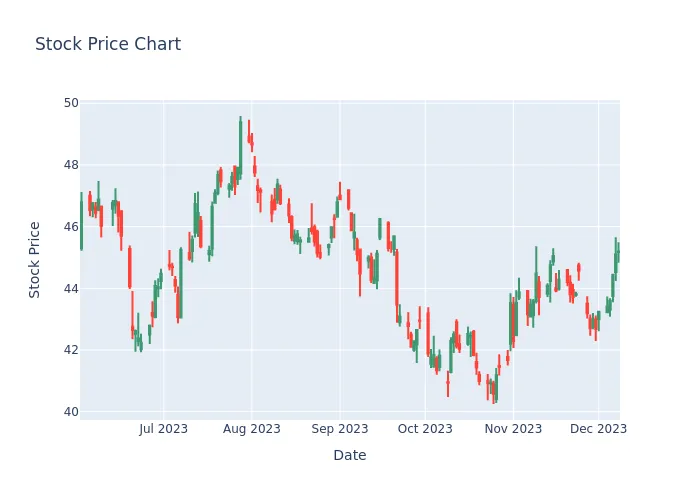 Stock Price Chart
50
48
46
44
42
40
Stock Price
Jul 2023
Aug 2023
Sep 2023
Oct 2023
Nov 2023
Dec 2023
Date